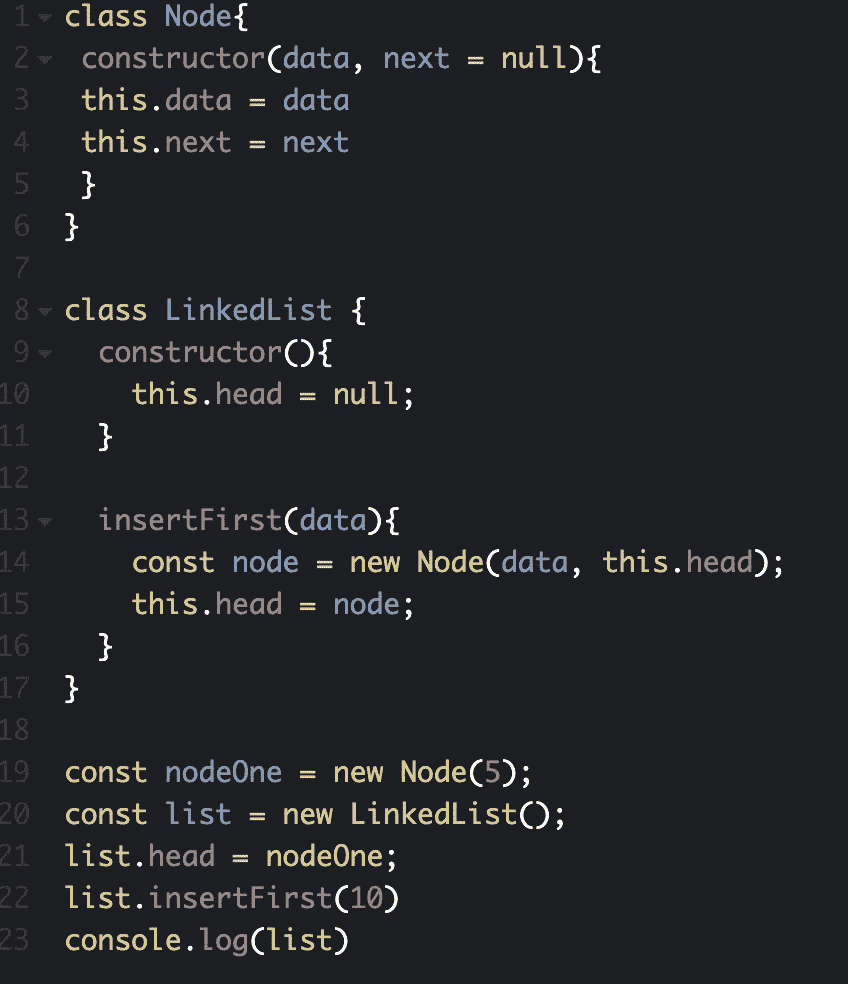 1 class Node{
2 constructor(data, next = null){
3 this.data = data
4 this.next = next
5 }
6 }
7
8 class LinkedList {
9 constructor(){
10 this.head = null;
11 }
12
13 insertFirst(data){
14 const node = new Node(data, this.head);
15 this.head = node;
16 }
17 }
18
19 const nodeOne = new Node(5);
20 const list = new LinkedList();
21 list.head = nodeOne;
22 list.insertFirst(10)
23 console.log(list)